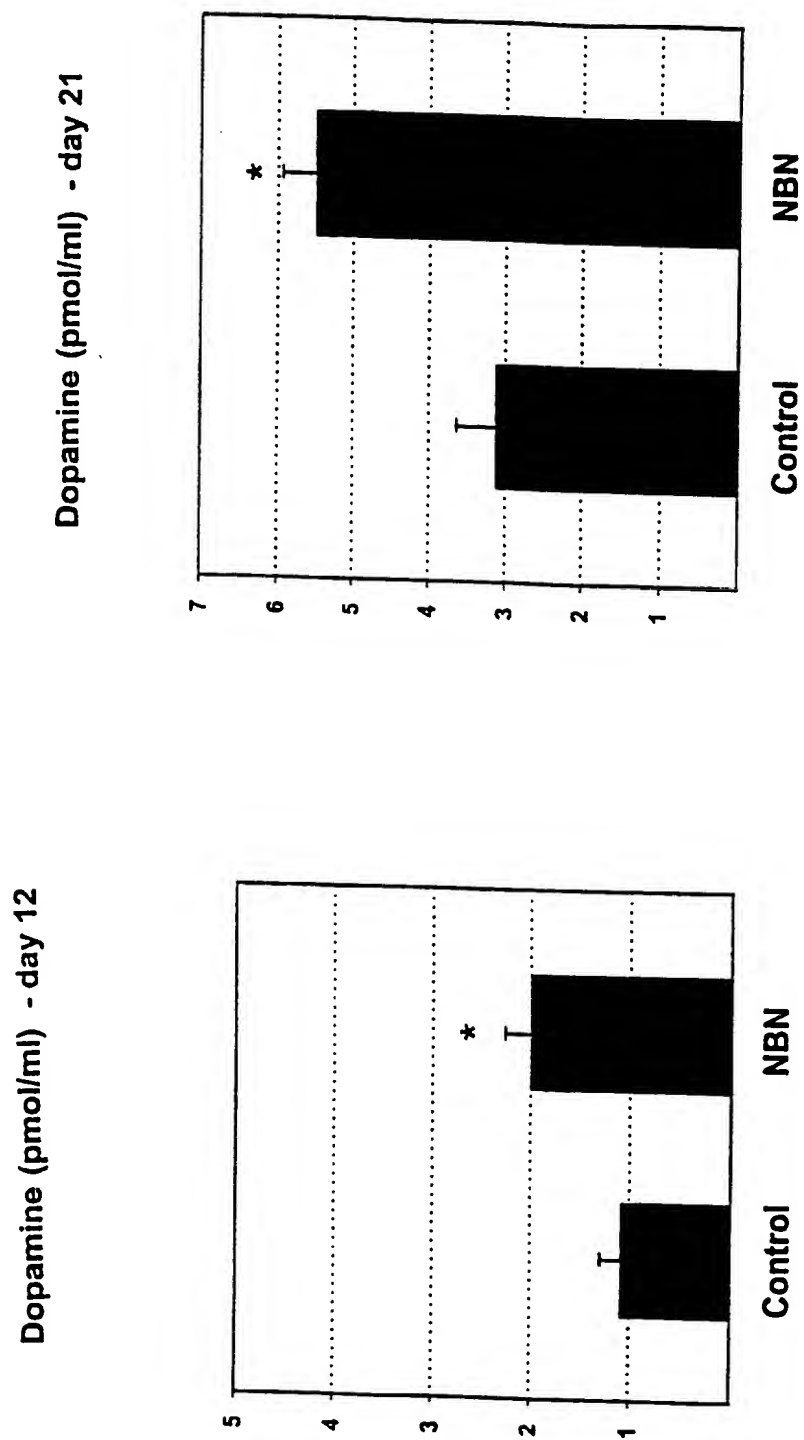 Dopamine (pmol/ml) - day 12
5
4
3
2
1
*
Control
NBN
Dopamine (pmol/ml) - day 21
7
6
5
4
3
2
1
*
Control
NBN